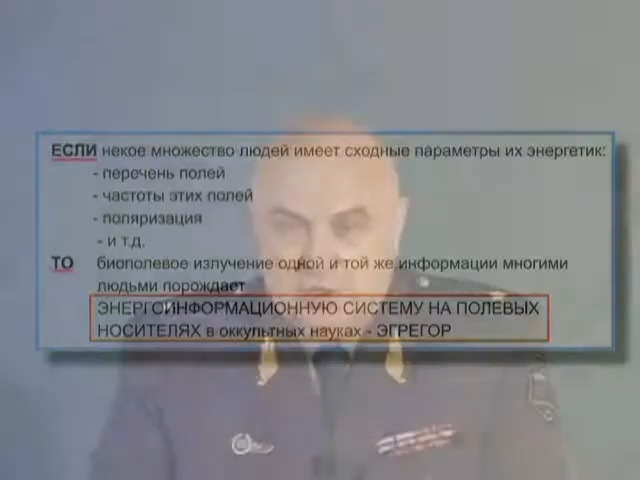 ЕСЛИ некое множество людей имеет сходные параметры их энергетик:
- перечень полей
- частоты этих полей
- поляризация
- и т.д.
ТО биополевое излучение одной и той же информации многими
людьми порождает
ЭНЕРГОИНФОРМАЦИОННУЮ СИСТЕМУ НА ПОЛЕВЫХ
НОСИТЕЛЯХ в оккультных науках - ЭГРЕГОР